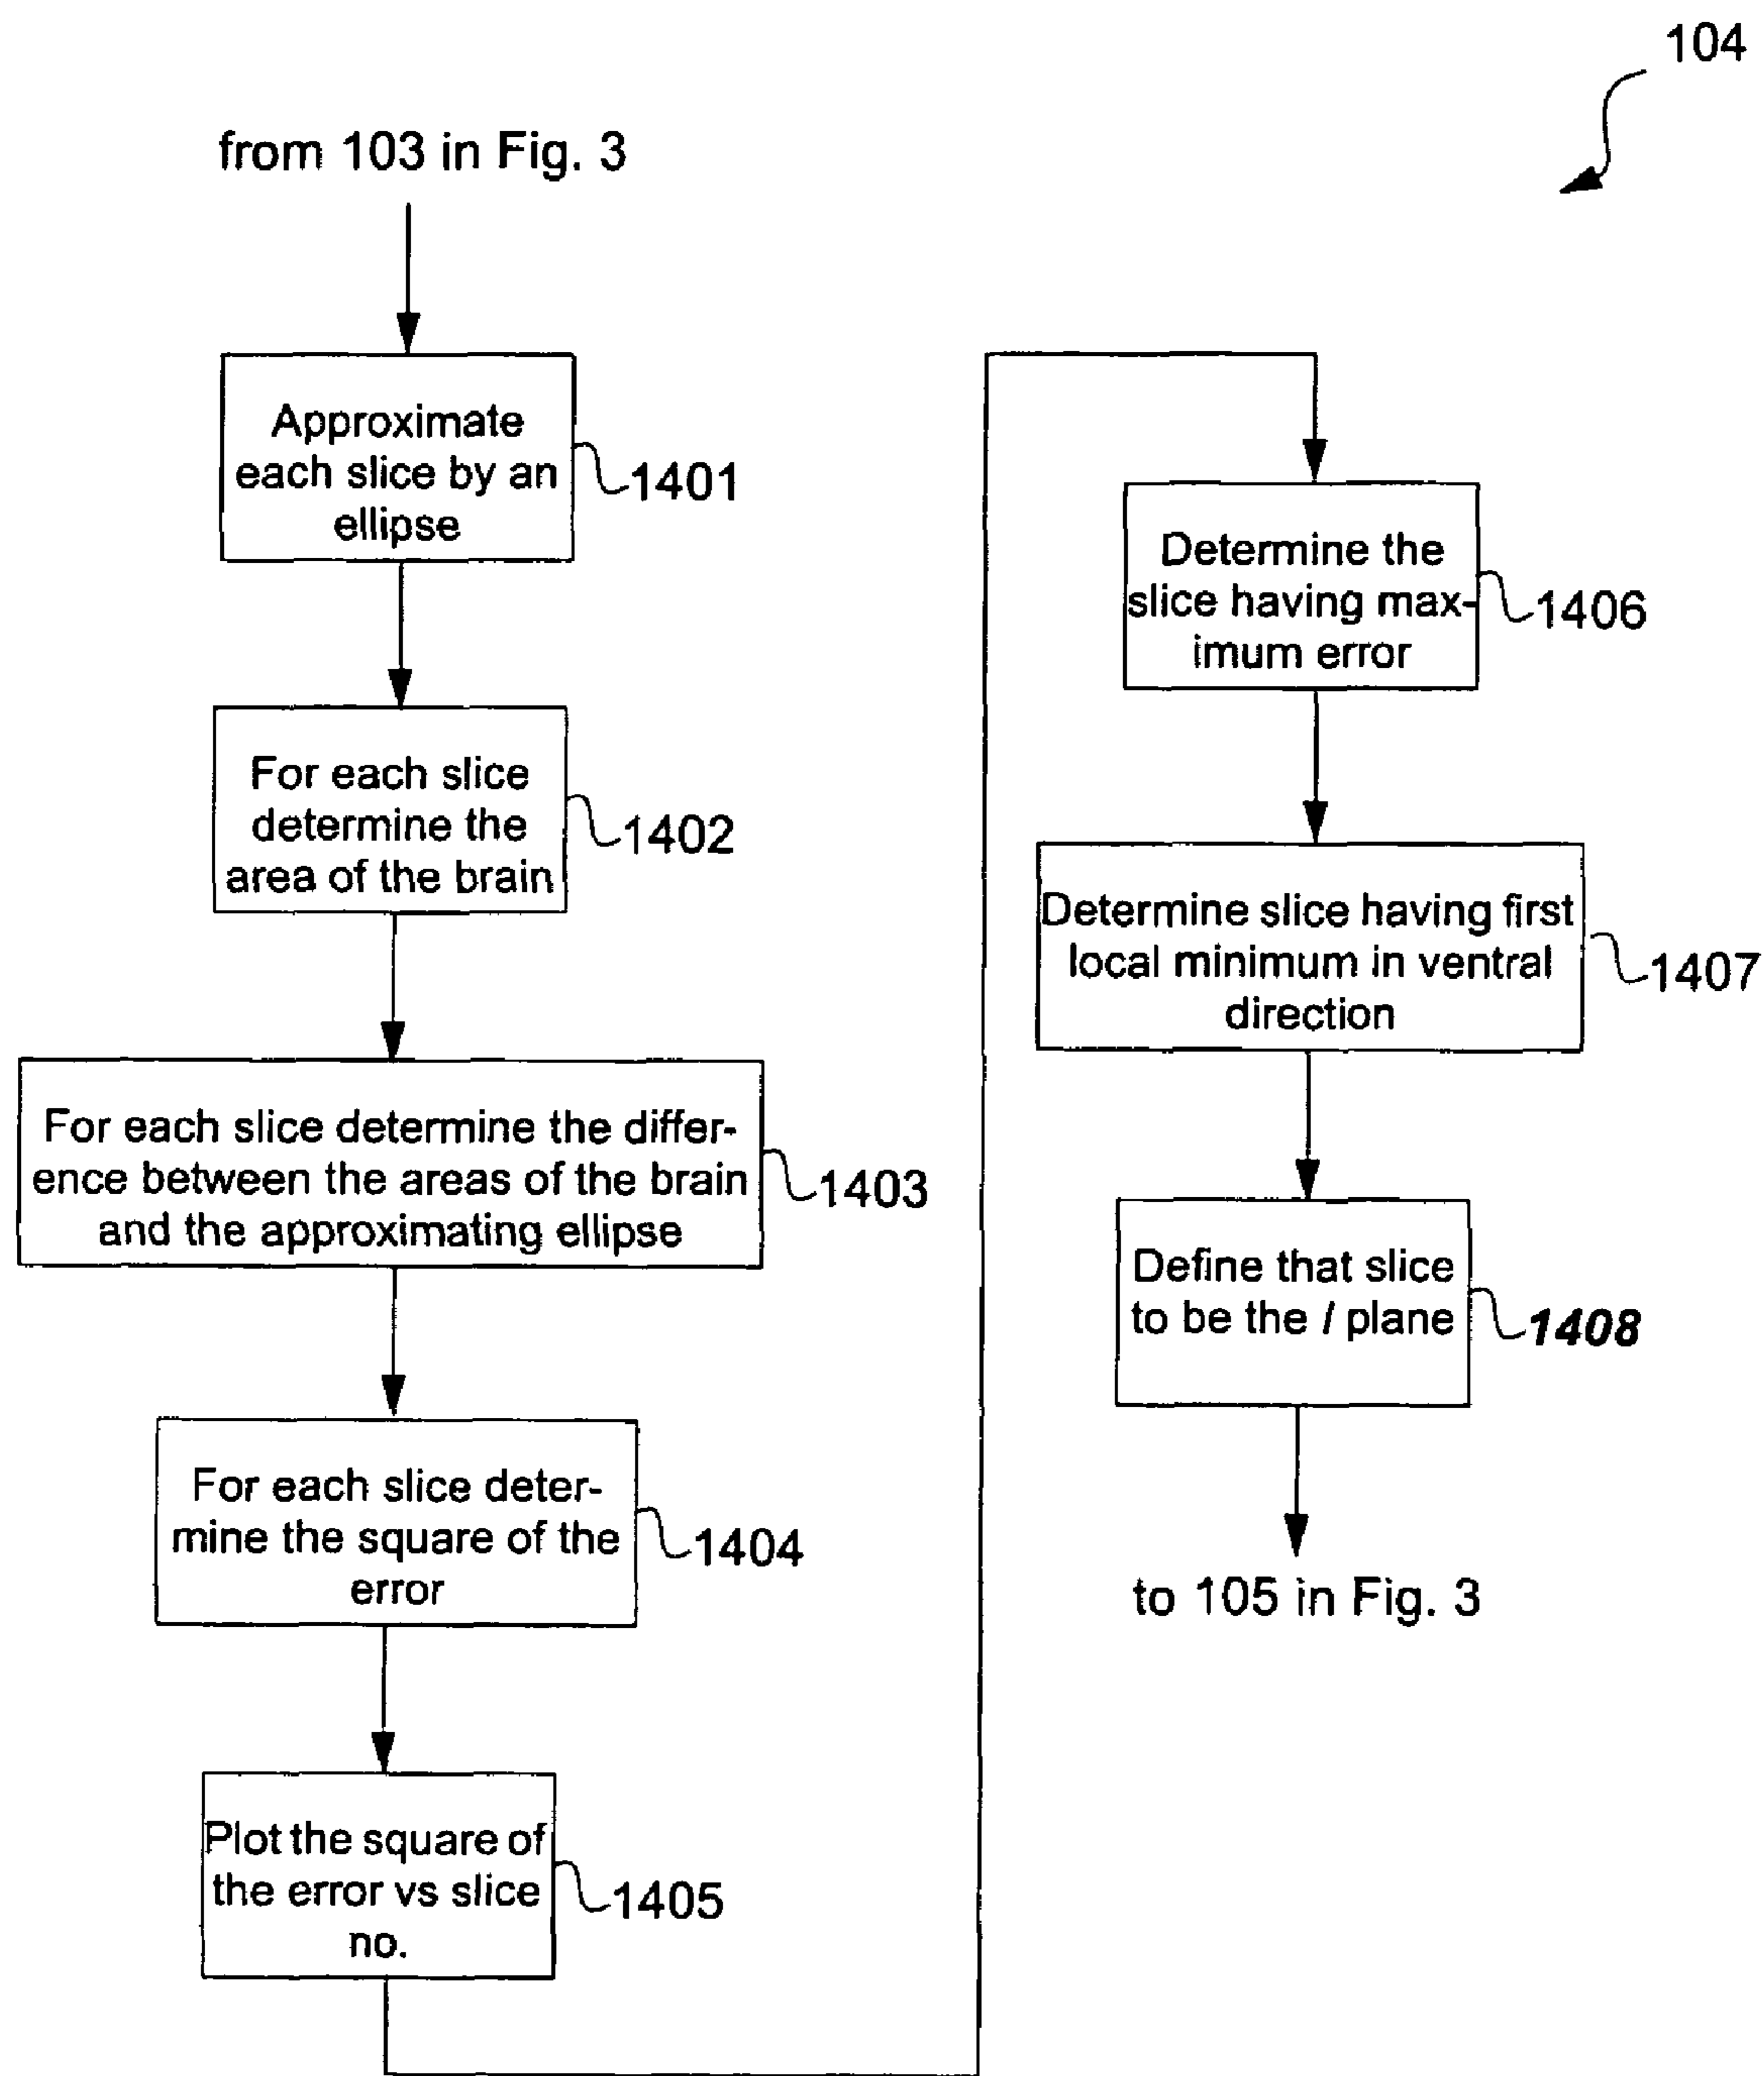 104
from 103 in Fig. 3
Approximate
each slice by an
ellipse
1401
For each slice
determine the
area of the brain
1402
For each slice determine the differ-
ence between the areas of the brain
and the approximating ellipse
1403
For each slice deter-
mine the square of the
error
1404
Plot the square of
the error vs slice
no.
1405
Determine the
slice having max-
imum error
1406
Determine slice having first
local minimum in ventral
direction
1407
Define that slice
to be the I plane
1408
to 105 in Fig. 3